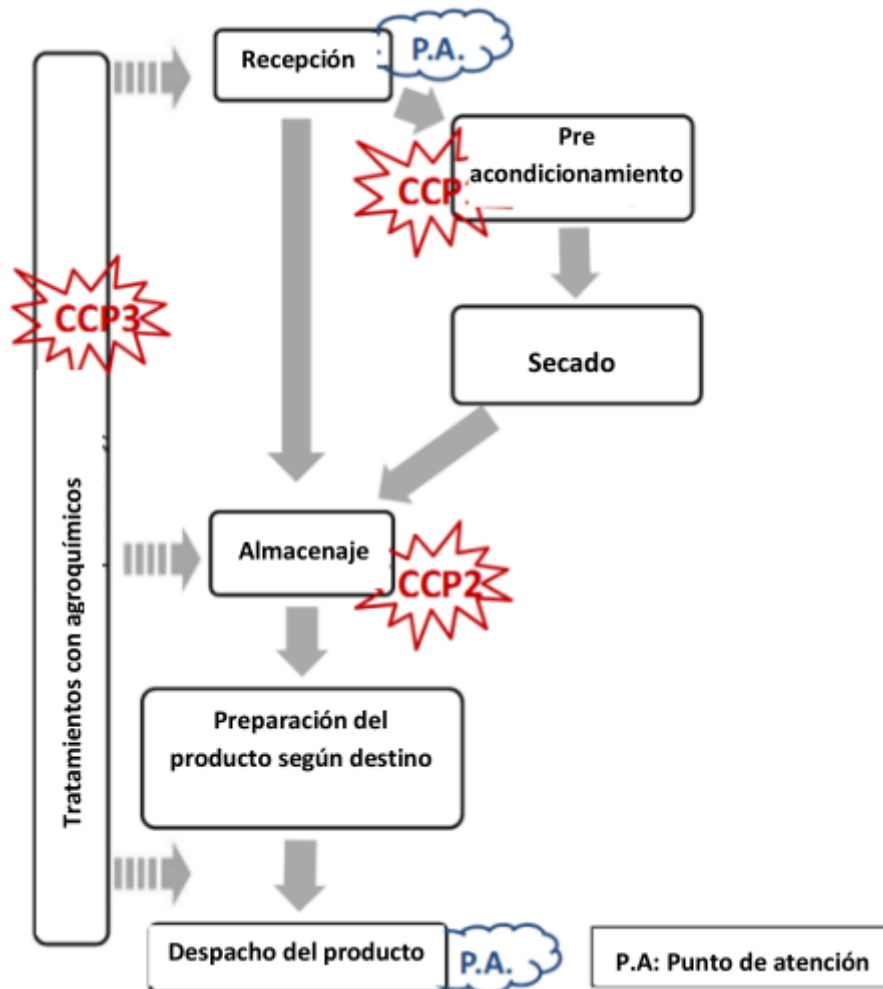 Recepción
P.A.
Pre
acondicionamiento
CCP
CCP3
Secado
Almacenaje
CCP2
Tratamientos con agroquímicos
Preparación del
producto según destino
Despacho del producto
P.A.
P.A: Punto de atención